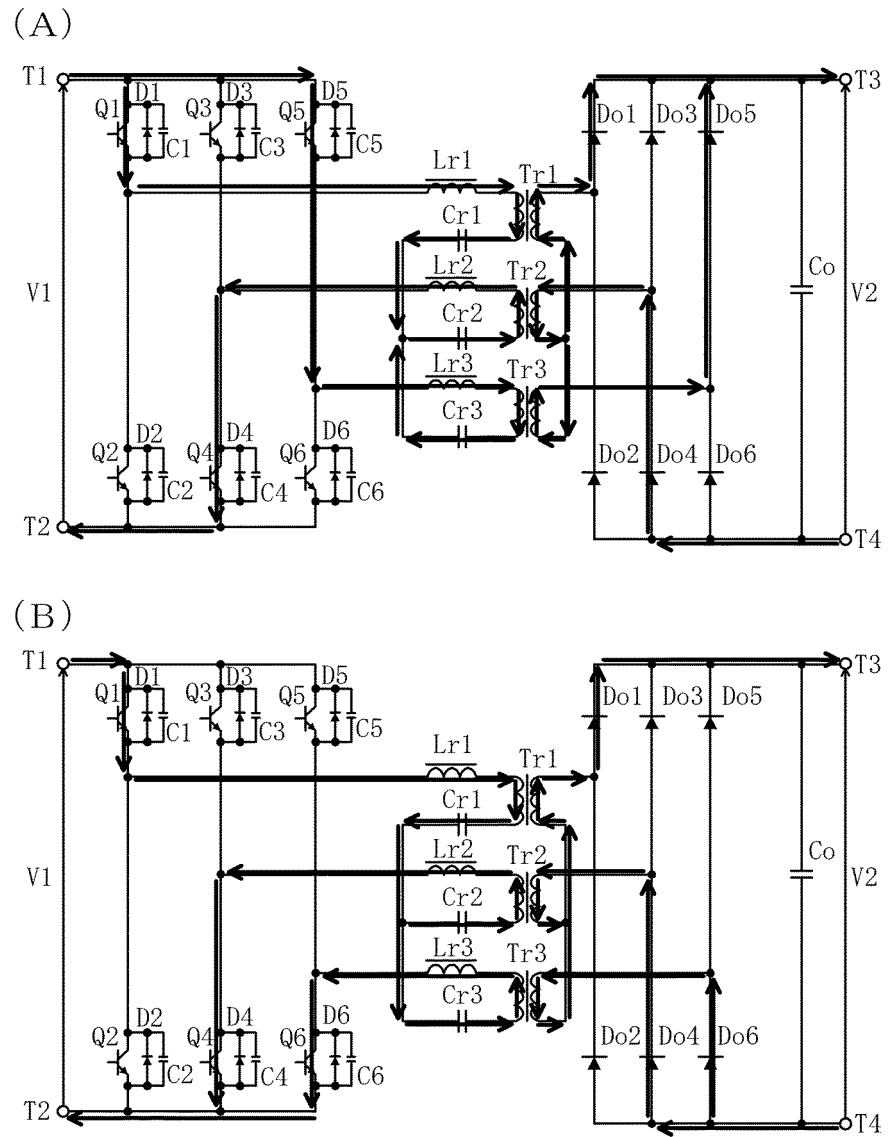 (A)
T1 D1 D3 D5 T3
Q1 Q3 Q5 Do1 Do3 Do5
C1 C3 C5
Lr1 Tr1
Cr1
Lr2 Tr2 Co
V1 V2
Cr2
Lr3 Tr3
Cr3
D2 D4 D6
Q2 Q4 Q6 Do2 Do4 Do6
C2 C4 C6
T2 T4
(B)
T1 D1 D3 D5 T3
Q1 Q3 Q5 Do1 Do3 Do5
C1 C3 C5
Lr1 Tr1
Cr1
Lr2 Tr2 Co
V1 V2
Cr2
Lr3 Tr3
Cr3
D2 D4 D6
Q2 Q4 Q6 Do2 Do4 Do6
C2 C4 C6
T2 T4